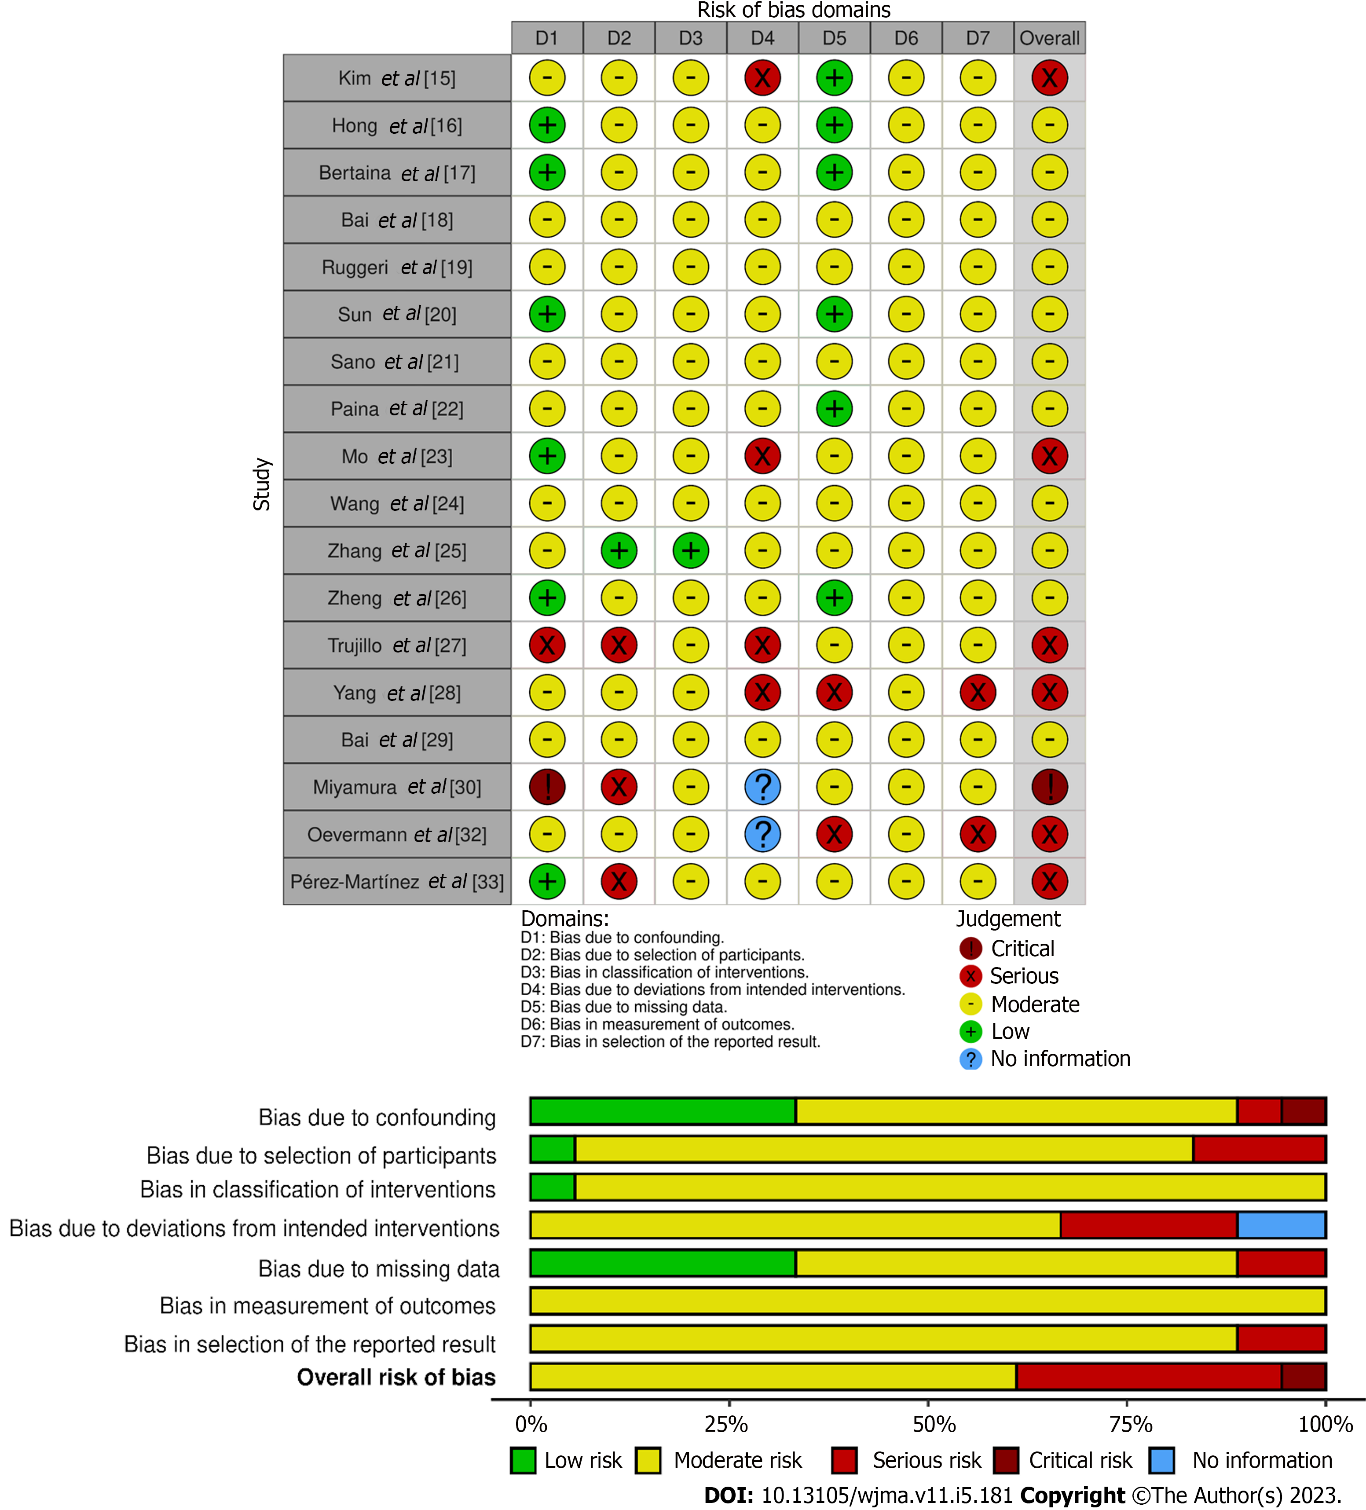 Risk of bias domains
D1 D2 D3 D4 D5 D6 D7 Overall
Study
Kim et al [15] - - - X + - - X
Hong et al [16] + - - - + - - -
Bertaina et al [17] + - - - + - - -
Bai et al [18] - - - - - - - -
Ruggeri et al [19] - - - - - - - -
Sun et al [20] + - - - + - - -
Sano et al [21] - - - - - - - -
Paina et al [22] - - - - + - - -
Mo et al [23] + - - X - - - X
Wang et al [24] - - - - - - - -
Zhang et al [25] - + + - - - - -
Zheng et al [26] + - - - + - - -
Trujillo et al [27] X X - X - - - X
Yang et al [28] - - - X X - X X
Bai et al [29] - - - - - - - -
Miyamura et al [30] ! X - ? - - - !
Oevermann et al [32] - - - ? X - X X
Pérez-Martínez et al [33] + X - - - - - X
Domains:
D1: Bias due to confounding.
D2: Bias due to selection of participants.
D3: Bias in classification of interventions.
D4: Bias due to deviations from intended interventions.
D5: Bias due to missing data.
D6: Bias in measurement of outcomes.
D7: Bias in selection of the reported result.
Judgement
! Critical
X Serious
- Moderate
+ Low
? No information
Bias due to confounding
Bias due to selection of participants
Bias in classification of interventions
Bias due to deviations from intended interventions
Bias due to missing data
Bias in measurement of outcomes
Bias in selection of the reported result
Overall risk of bias
0% 25% 50% 75% 100%
Low risk Moderate risk Serious risk Critical risk No information
DOI: 10.13105/wjma.v11.i5.181 Copyright ©The Author(s) 2023.